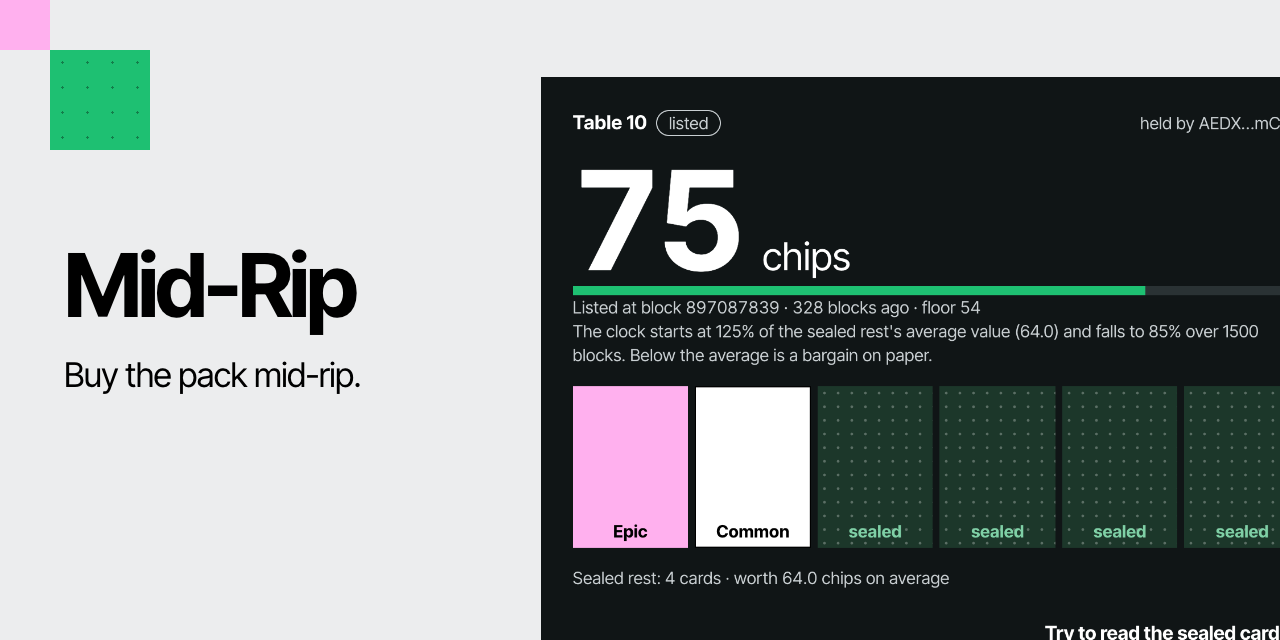 Mid-Rip
Buy the pack mid-rip.
Table 10 listed held by AEDX...mC
75 chips
Listed at block 897087839 · 328 blocks ago · floor 54
The clock starts at 125% of the sealed rest's average value (64.0) and falls to 85% over 1500
blocks. Below the average is a bargain on paper.
Epic Common sealed sealed sealed sealed
Sealed rest: 4 cards · worth 64.0 chips on average
Try to read the sealed card